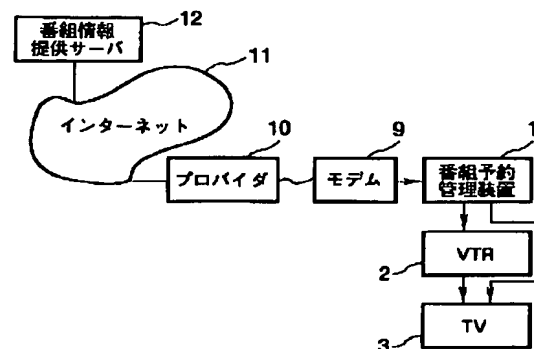 12
番組情報
提供サーバ
11
インターネット
10
プロバイダ
9
モデム
1
番組予約
管理装置
VTR
2
TV
3